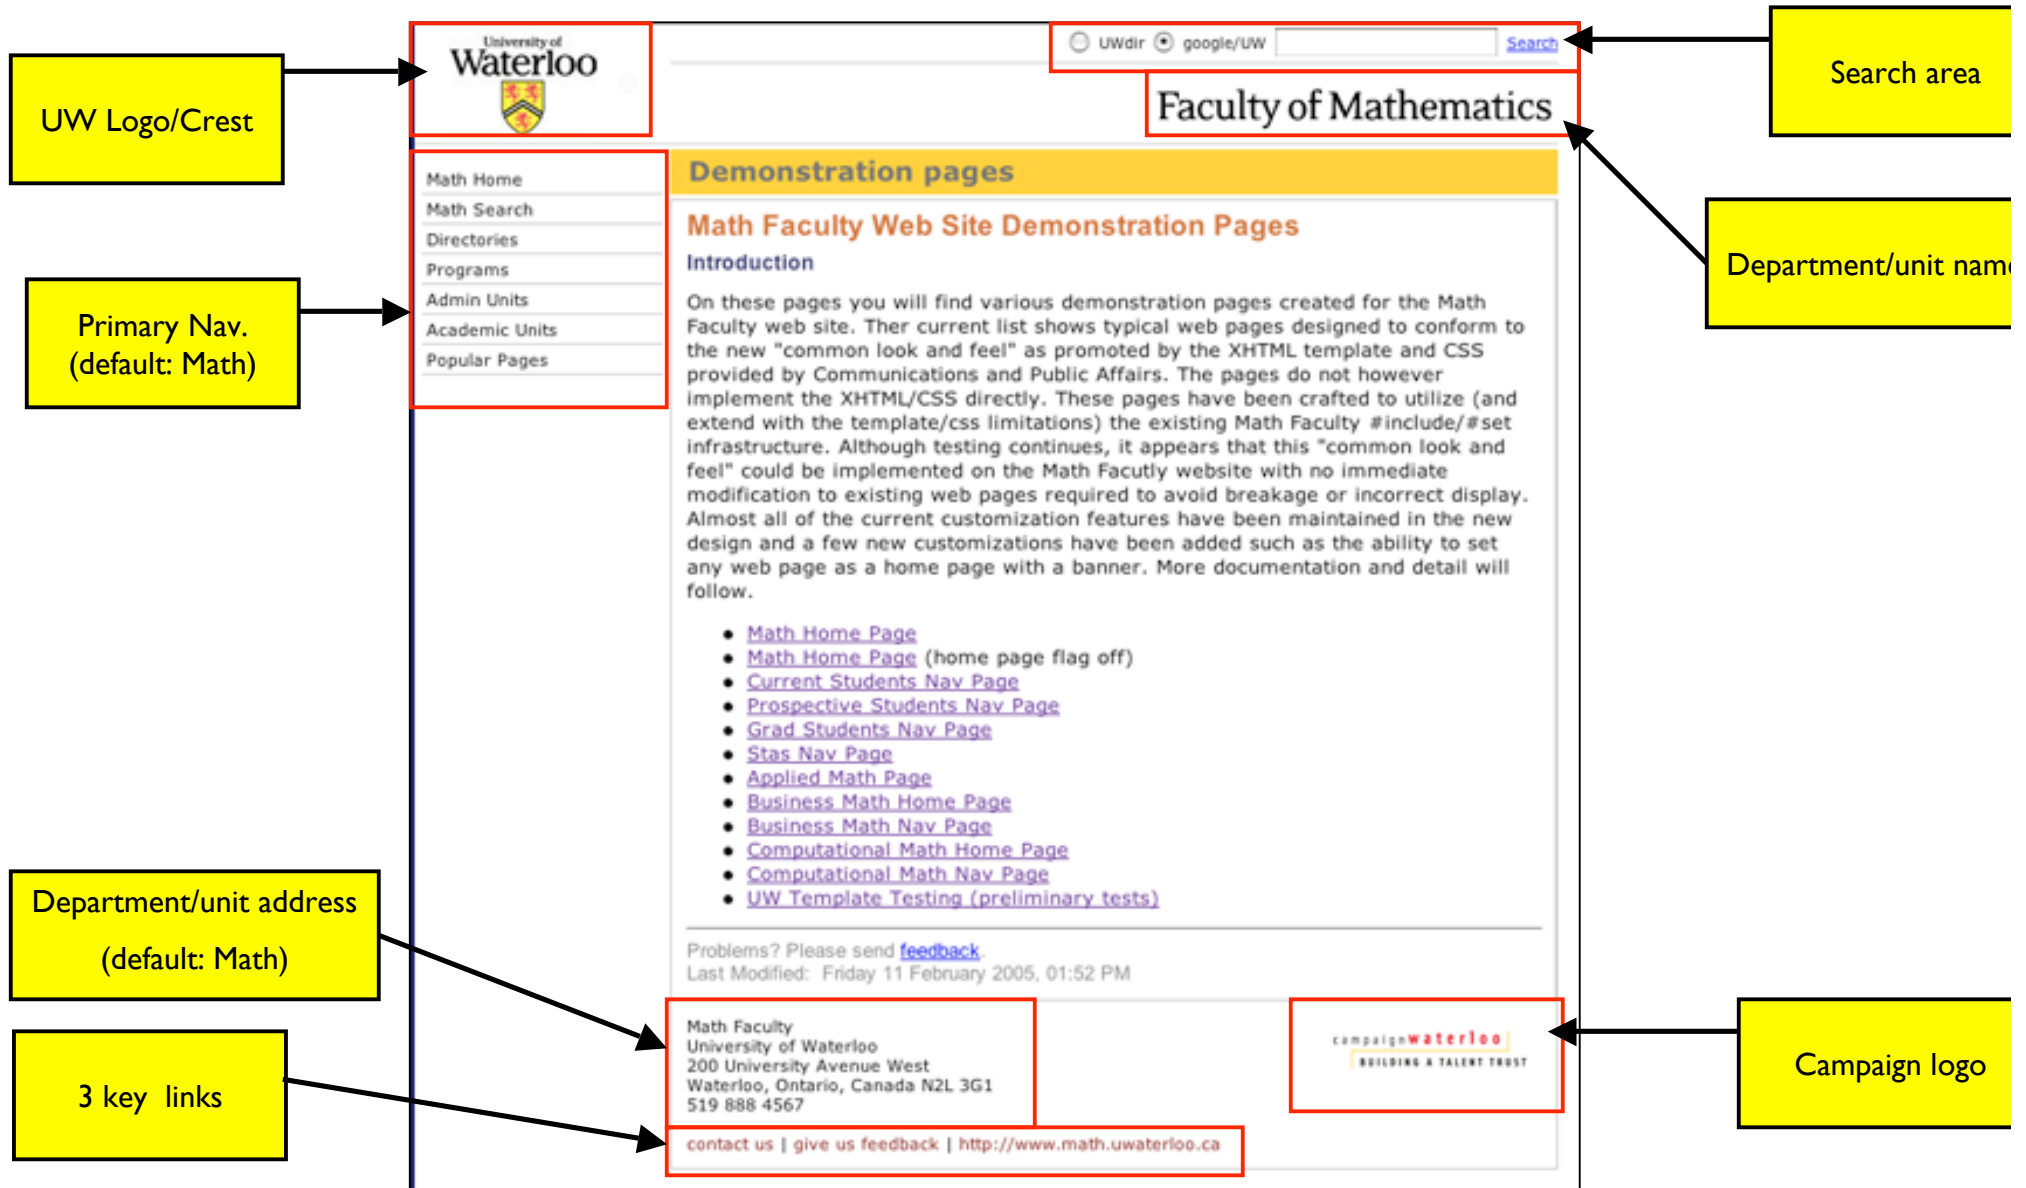 University of
Waterloo
UWdir google/UW Search
Search area
UW Logo/Crest
Faculty of Mathematics
Department/unit name
Primary Nav.
(default: Math)
Math Home
Math Search
Directories
Programs
Admin Units
Academic Units
Popular Pages
Demonstration pages
Math Faculty Web Site Demonstration Pages
Introduction
On these pages you will find various demonstration pages created for the Math
Faculty web site. Ther current list shows typical web pages designed to conform to
the new "common look and feel" as promoted by the XHTML template and CSS
provided by Communications and Public Affairs. The pages do not however
implement the XHTML/CSS directly. These pages have been crafted to utilize (and
extend with the template/css limitations) the existing Math Faculty #include/#set
infrastructure. Although testing continues, it appears that this "common look and
feel" could be implemented on the Math Facutly website with no immediate
modification to existing web pages required to avoid breakage or incorrect display.
Almost all of the current customization features have been maintained in the new
design and a few new customizations have been added such as the ability to set
any web page as a home page with a banner. More documentation and detail will
follow.
Math Home Page
Math Home Page (home page flag off)
Current Students Nav Page
Prospective Students Nav Page
Grad Students Nav Page
Stas Nav Page
Applied Math Page
Business Math Home Page
Business Math Nav Page
Computational Math Home Page
Computational Math Nav Page
UW Template Testing (preliminary tests)
Problems? Please send feedback.
Last Modified: Friday 11 February 2005, 01:52 PM
Department/unit address
(default: Math)
Math Faculty
University of Waterloo
200 University Avenue West
Waterloo, Ontario, Canada N2L 3G1
519 888 4567
campaignwaterloo
BUILDING A TALENT TRUST
Campaign logo
3 key links
contact us | give us feedback | http://www.math.uwaterloo.ca